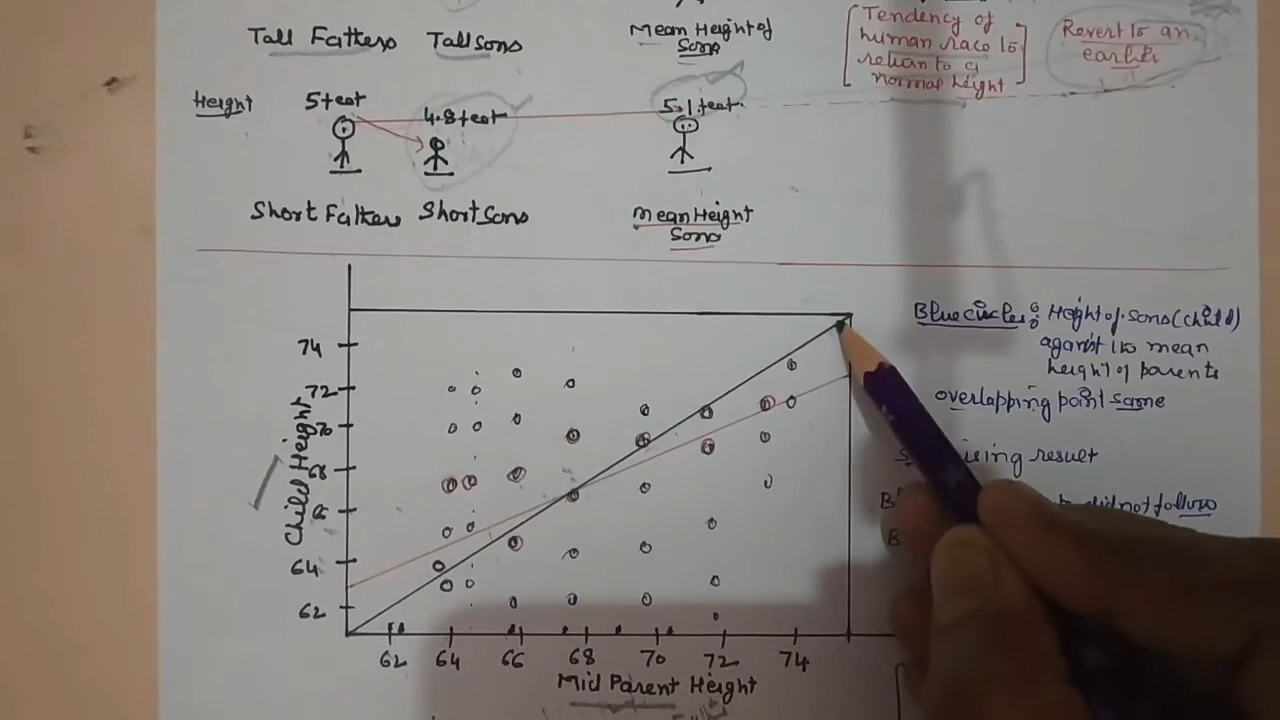 Tall Fathers Tall Sons
Mean Height of
Sons
Tendency of
human race to
return to a
normal height
Revert to an
earlier
Height
5 feet
4.8 feet
5.1 feet
Short Fathers Short Sons
Mean Height
Sons
Blue circles: Height of sons (child)
against its mean
height of parents
overlapping point same
ising result
did not follow
74
72
70
68
64
62
Child Height
62 64 66 68 70 72 74
Mid Parent Height